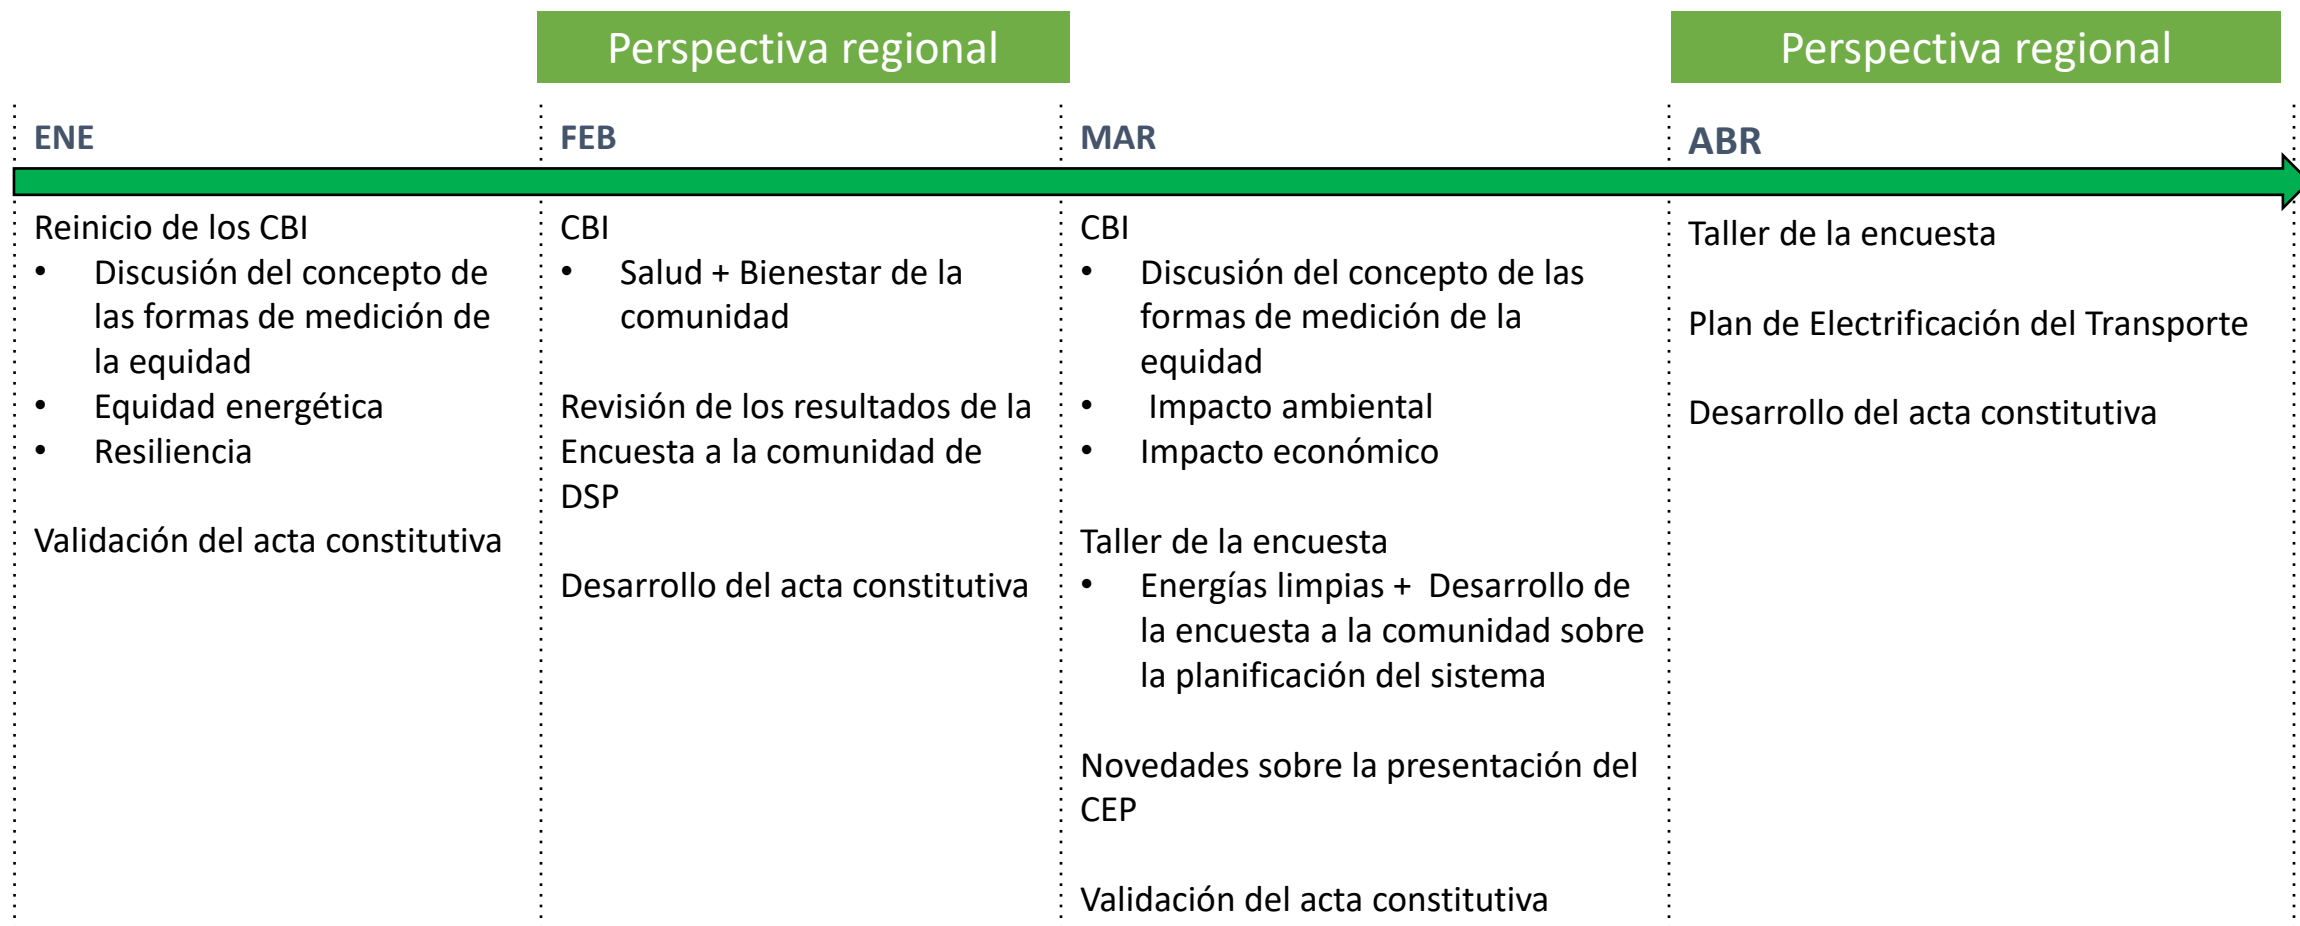 Perspectiva regional
Perspectiva regional
ENE
Reinicio de los CBI
• Discusión del concepto de
las formas de medición de
la equidad
• Equidad energética
• Resiliencia
Validación del acta constitutiva
FEB
CBI
• Salud + Bienestar de la
comunidad
Revisión de los resultados de la
Encuesta a la comunidad de
DSP
Desarrollo del acta constitutiva
MAR
CBI
• Discusión del concepto de las
formas de medición de la
equidad
• Impacto ambiental
• Impacto económico
Taller de la encuesta
• Energías limpias + Desarrollo de
la encuesta a la comunidad sobre
la planificación del sistema
Novedades sobre la presentación del
CEP
Validación del acta constitutiva
ABR
Taller de la encuesta
Plan de Electrificación del Transporte
Desarrollo del acta constitutiva